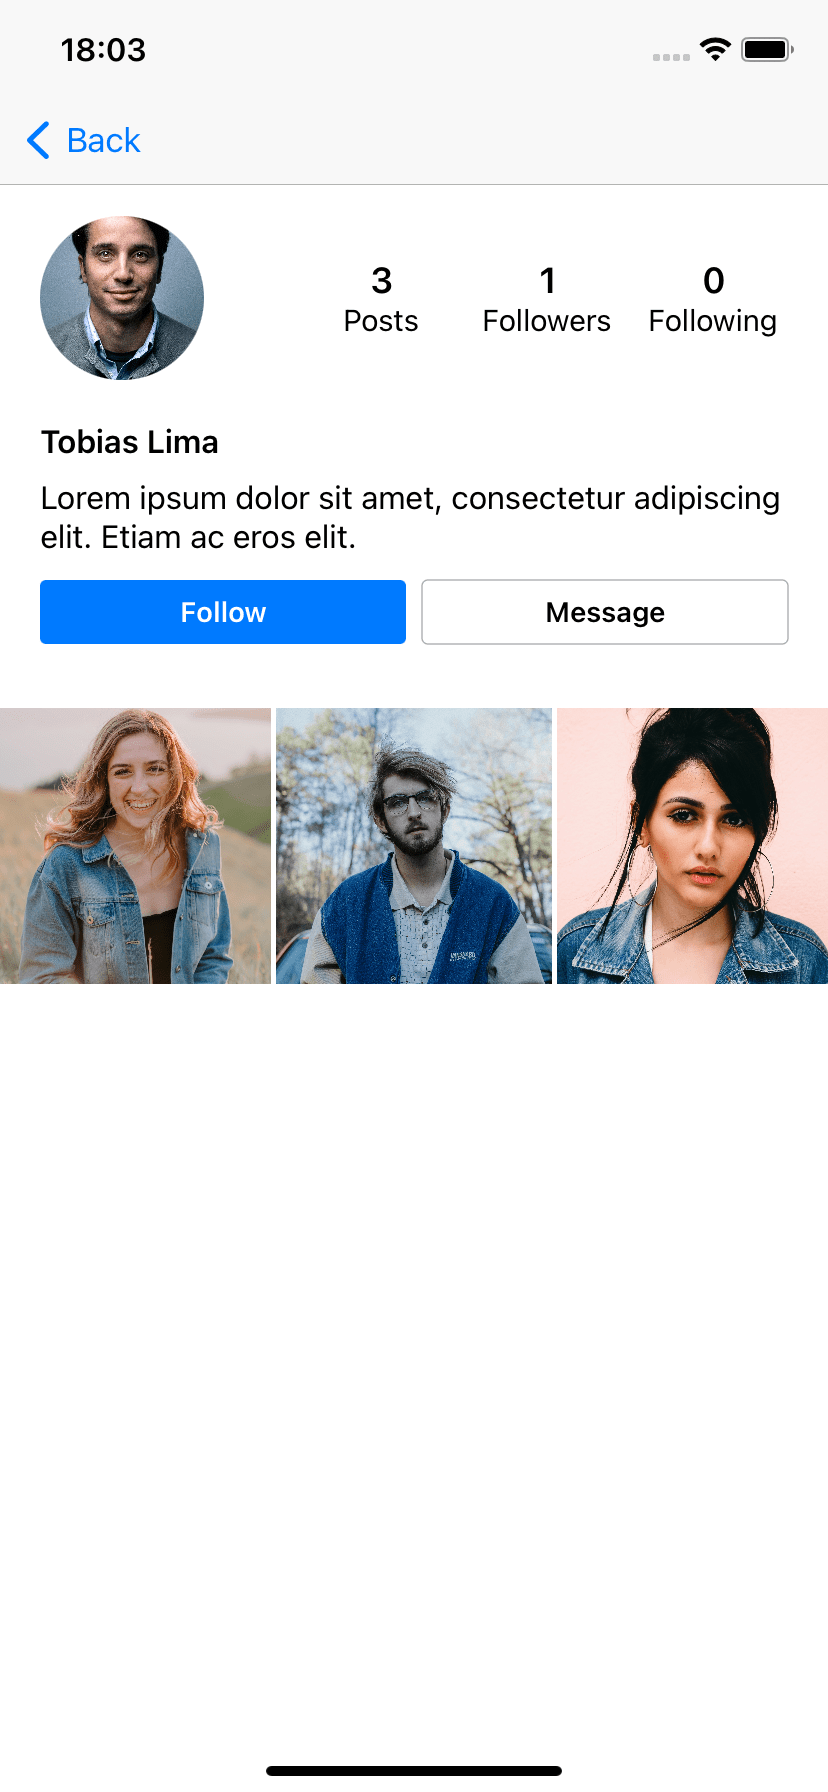 18:03
Back
3 1 0
Posts Followers Following
Tobias Lima
Lorem ipsum dolor sit amet, consectetur adipiscing
elit. Etiam ac eros elit.
Follow Message